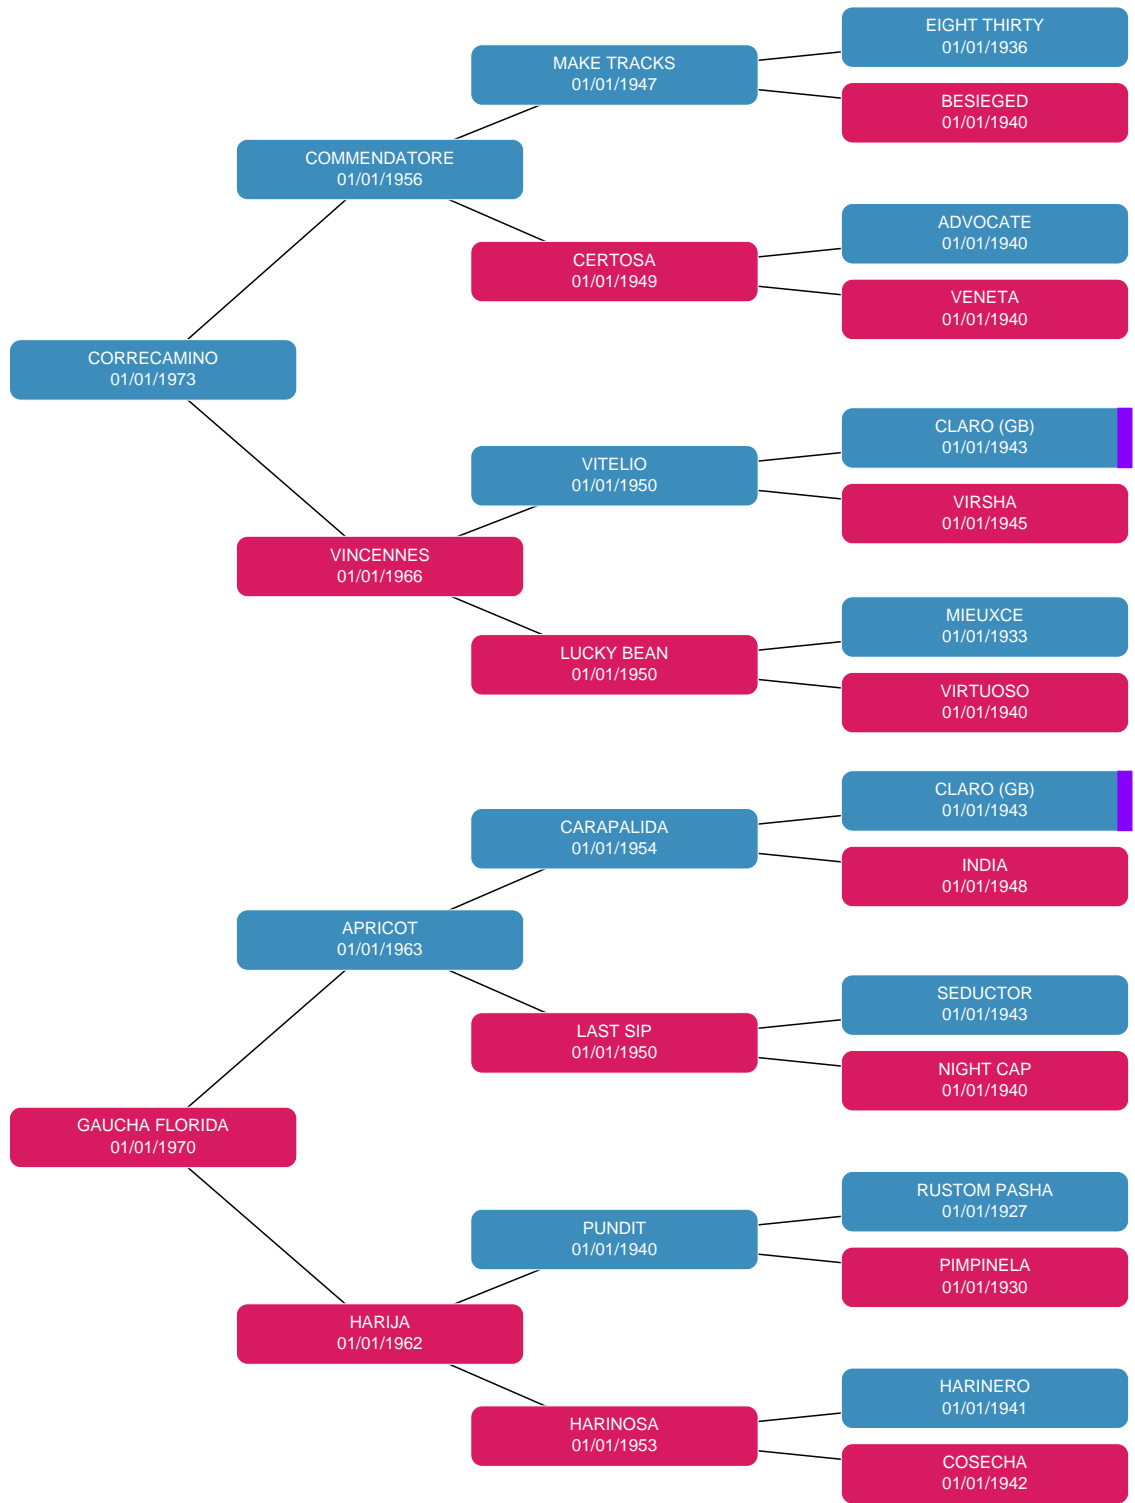 EIGHT THIRTY
01/01/1936
MAKE TRACKS
01/01/1947
BESIEGED
01/01/1940
COMMENDATORE
01/01/1956
ADVOCATE
01/01/1940
CERTOSA
01/01/1949
VENETA
01/01/1940
CORRECAMINO
01/01/1973
CLARO (GB)
01/01/1943
VITELIO
01/01/1950
VIRSHA
01/01/1945
VINCENNES
01/01/1966
MIEUXCE
01/01/1933
LUCKY BEAN
01/01/1950
VIRTUOSO
01/01/1940
CLARO (GB)
01/01/1943
CARAPALIDA
01/01/1954
INDIA
01/01/1948
APRICOT
01/01/1963
SEDUCTOR
01/01/1943
LAST SIP
01/01/1950
NIGHT CAP
01/01/1940
GAUCHA FLORIDA
01/01/1970
RUSTOM PASHA
01/01/1927
PUNDIT
01/01/1940
PIMPINELA
01/01/1930
HARIJA
01/01/1962
HARINERO
01/01/1941
HARINOSA
01/01/1953
COSECHA
01/01/1942